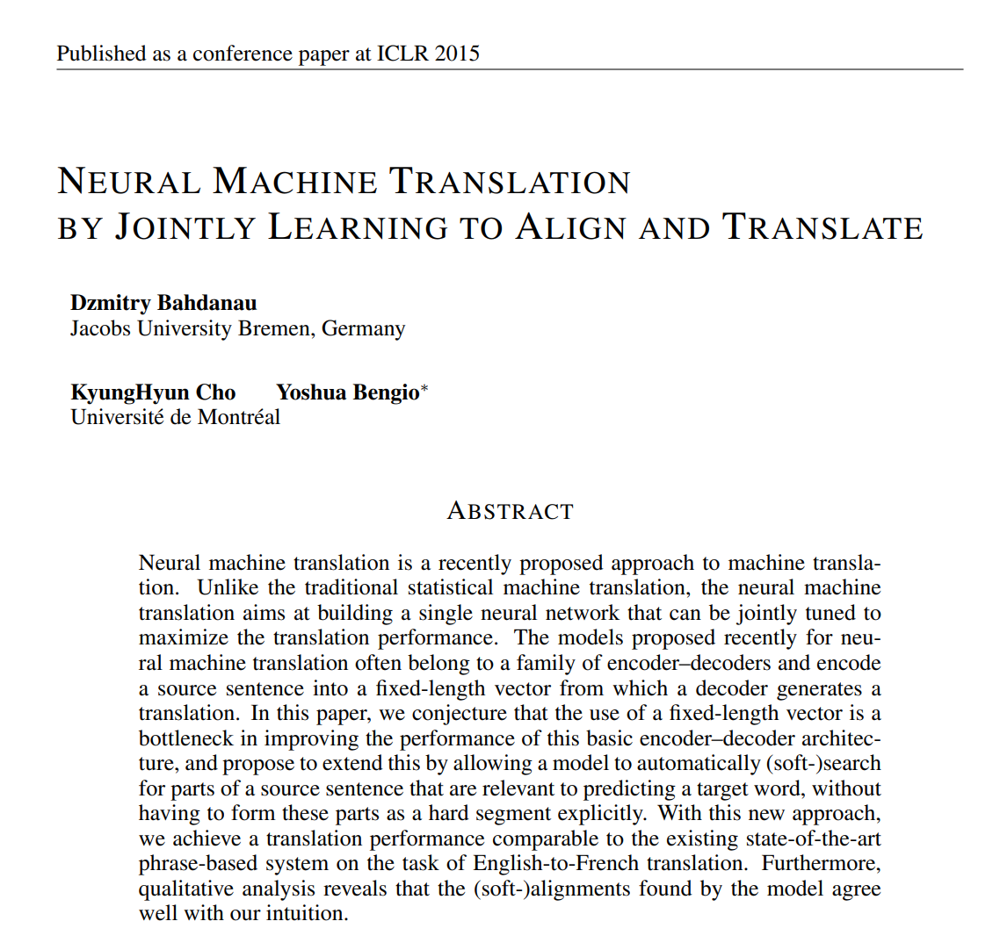 Published as a conference paper at ICLR 2015
NEURAL MACHINE TRANSLATION
BY JOINTLY LEARNING TO ALIGN AND TRANSLATE
Dzmitry Bahdanau
Jacobs University Bremen, Germany
KyungHyun Cho Yoshua Bengio*
Université de Montréal
ABSTRACT
Neural machine translation is a recently proposed approach to machine transla-
tion. Unlike the traditional statistical machine translation, the neural machine
translation aims at building a single neural network that can be jointly tuned to
maximize the translation performance. The models proposed recently for neu-
ral machine translation often belong to a family of encoder–decoders and encode
a source sentence into a fixed-length vector from which a decoder generates a
translation. In this paper, we conjecture that the use of a fixed-length vector is a
bottleneck in improving the performance of this basic encoder–decoder architec-
ture, and propose to extend this by allowing a model to automatically (soft-)search
for parts of a source sentence that are relevant to predicting a target word, without
having to form these parts as a hard segment explicitly. With this new approach,
we achieve a translation performance comparable to the existing state-of-the-art
phrase-based system on the task of English-to-French translation. Furthermore,
qualitative analysis reveals that the (soft-)alignments found by the model agree
well with our intuition.